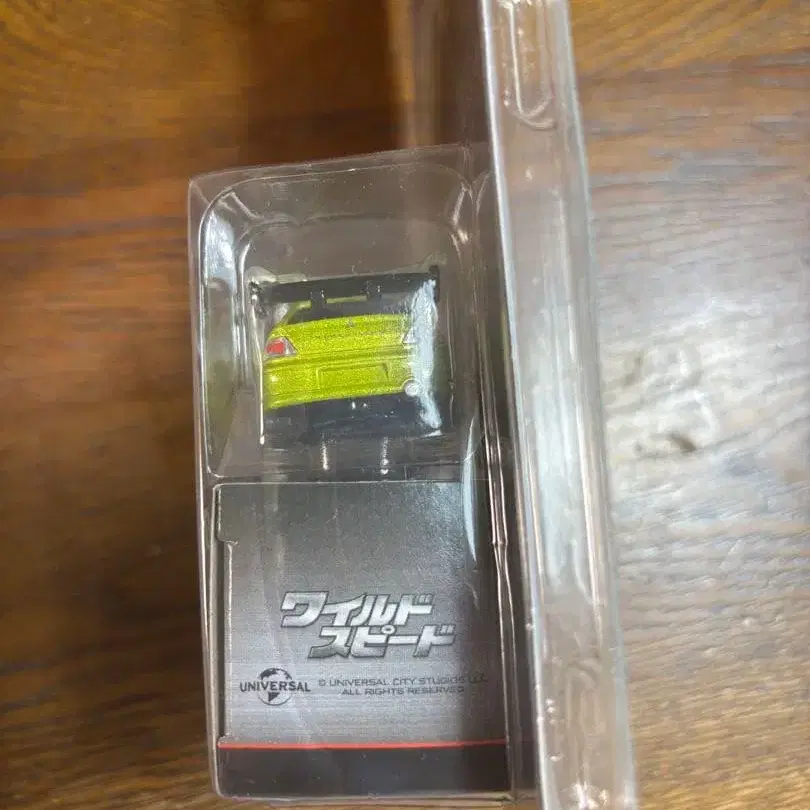 ワイルド
スピード
UNIVERSAL
© UNIVERSAL CITY STUDIOS LLC
ALL RIGHTS RESERVED